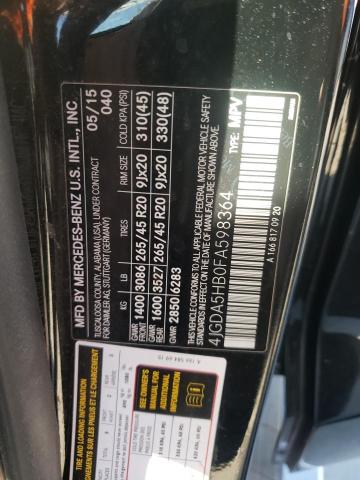 MFD BY MERCEDES-BENZ U.S. INTL., INC.
TUSCALOOSA COUNTY, ALABAMA (USA) UNDER CONTRACT
FOR DAIMLER AG, STUTTGART (GERMANY)
05/15
040
KG LB TIRES RIM SIZE COLD KPA(PSI)
FRONT 1400 3086 265/45 R20 9Jx20 310(45)
REAR 1600 3527 265/45 R20 9Jx20 330(48)
2850 6283
THIS VEHICLE CONFORMS TO ALL APPLICABLE FEDERAL MOTOR VEHICLE SAFETY
STANDARDS IN EFFECT ON THE DATE OF MANUFACTURE SHOWN ABOVE.
4JGDA5HB0FA598364
TYPE: MPV
A 166 817 09 20
TIRE AND LOADING INFORMATION
SEE OWNER'S
MANUAL FOR
ADDITIONAL
INFORMATION